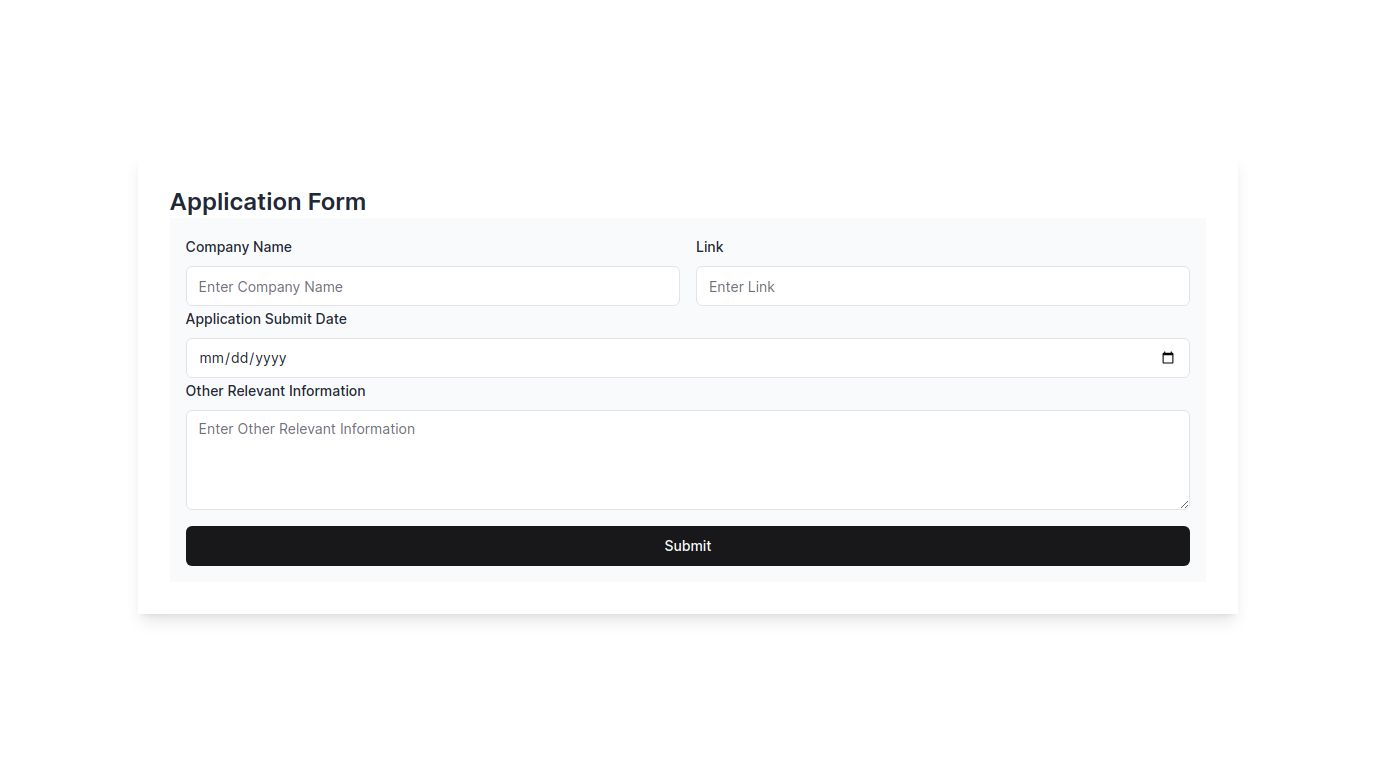 Application Form
Company Name
Link
Enter Company Name
Enter Link
Application Submit Date
mm/dd/yyyy
Other Relevant Information
Enter Other Relevant Information
Submit